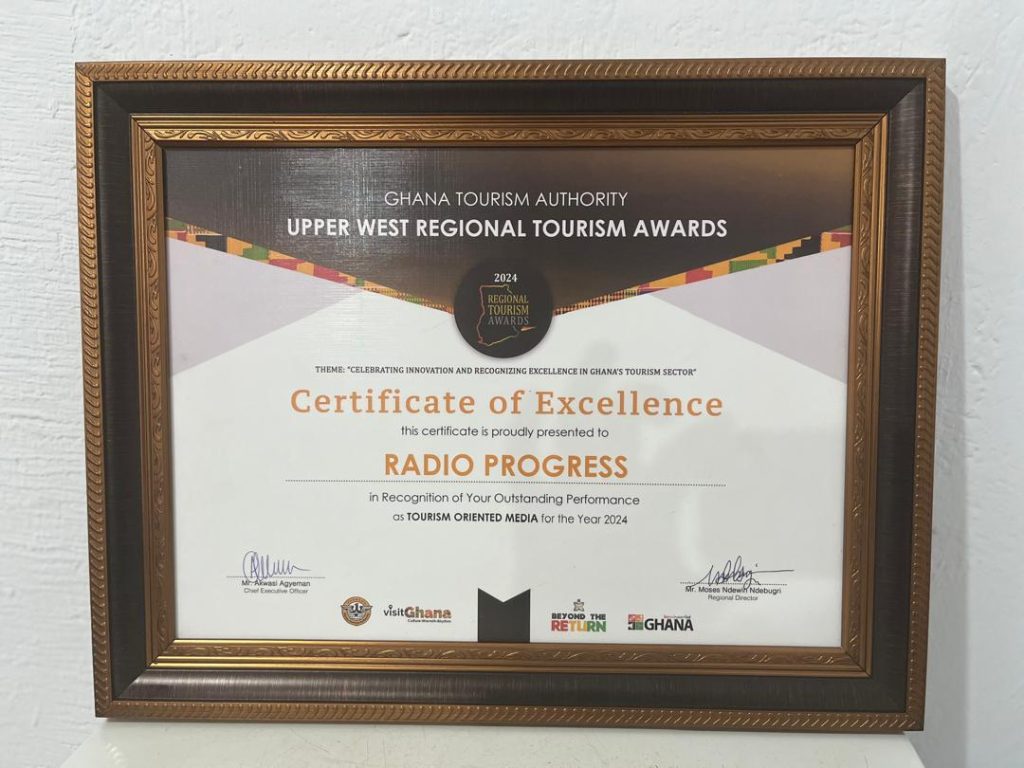 GHANA TOURISM AUTHORITY
UPPER WEST REGIONAL TOURISM AWARDS
2024
REGIONAL
TOURISM
AWARDS
THEME: "CELEBRATING INNOVATION AND RECOGNIZING EXCELLENCE IN GHANA'S TOURISM SECTOR"
Certificate of Excellence
this certificate is proudly presented to
RADIO PROGRESS
in Recognition of Your Outstanding Performance
as TOURISM ORIENTED MEDIA for the Year 2024
Mr. Akwasi Agyeman
Chief Executive Officer
Mr. Moses Ndewin Ndebugri
Regional Director
visitGhana
Culture Warmth Rhythm
BEYOND THE
RETURN
GHANA